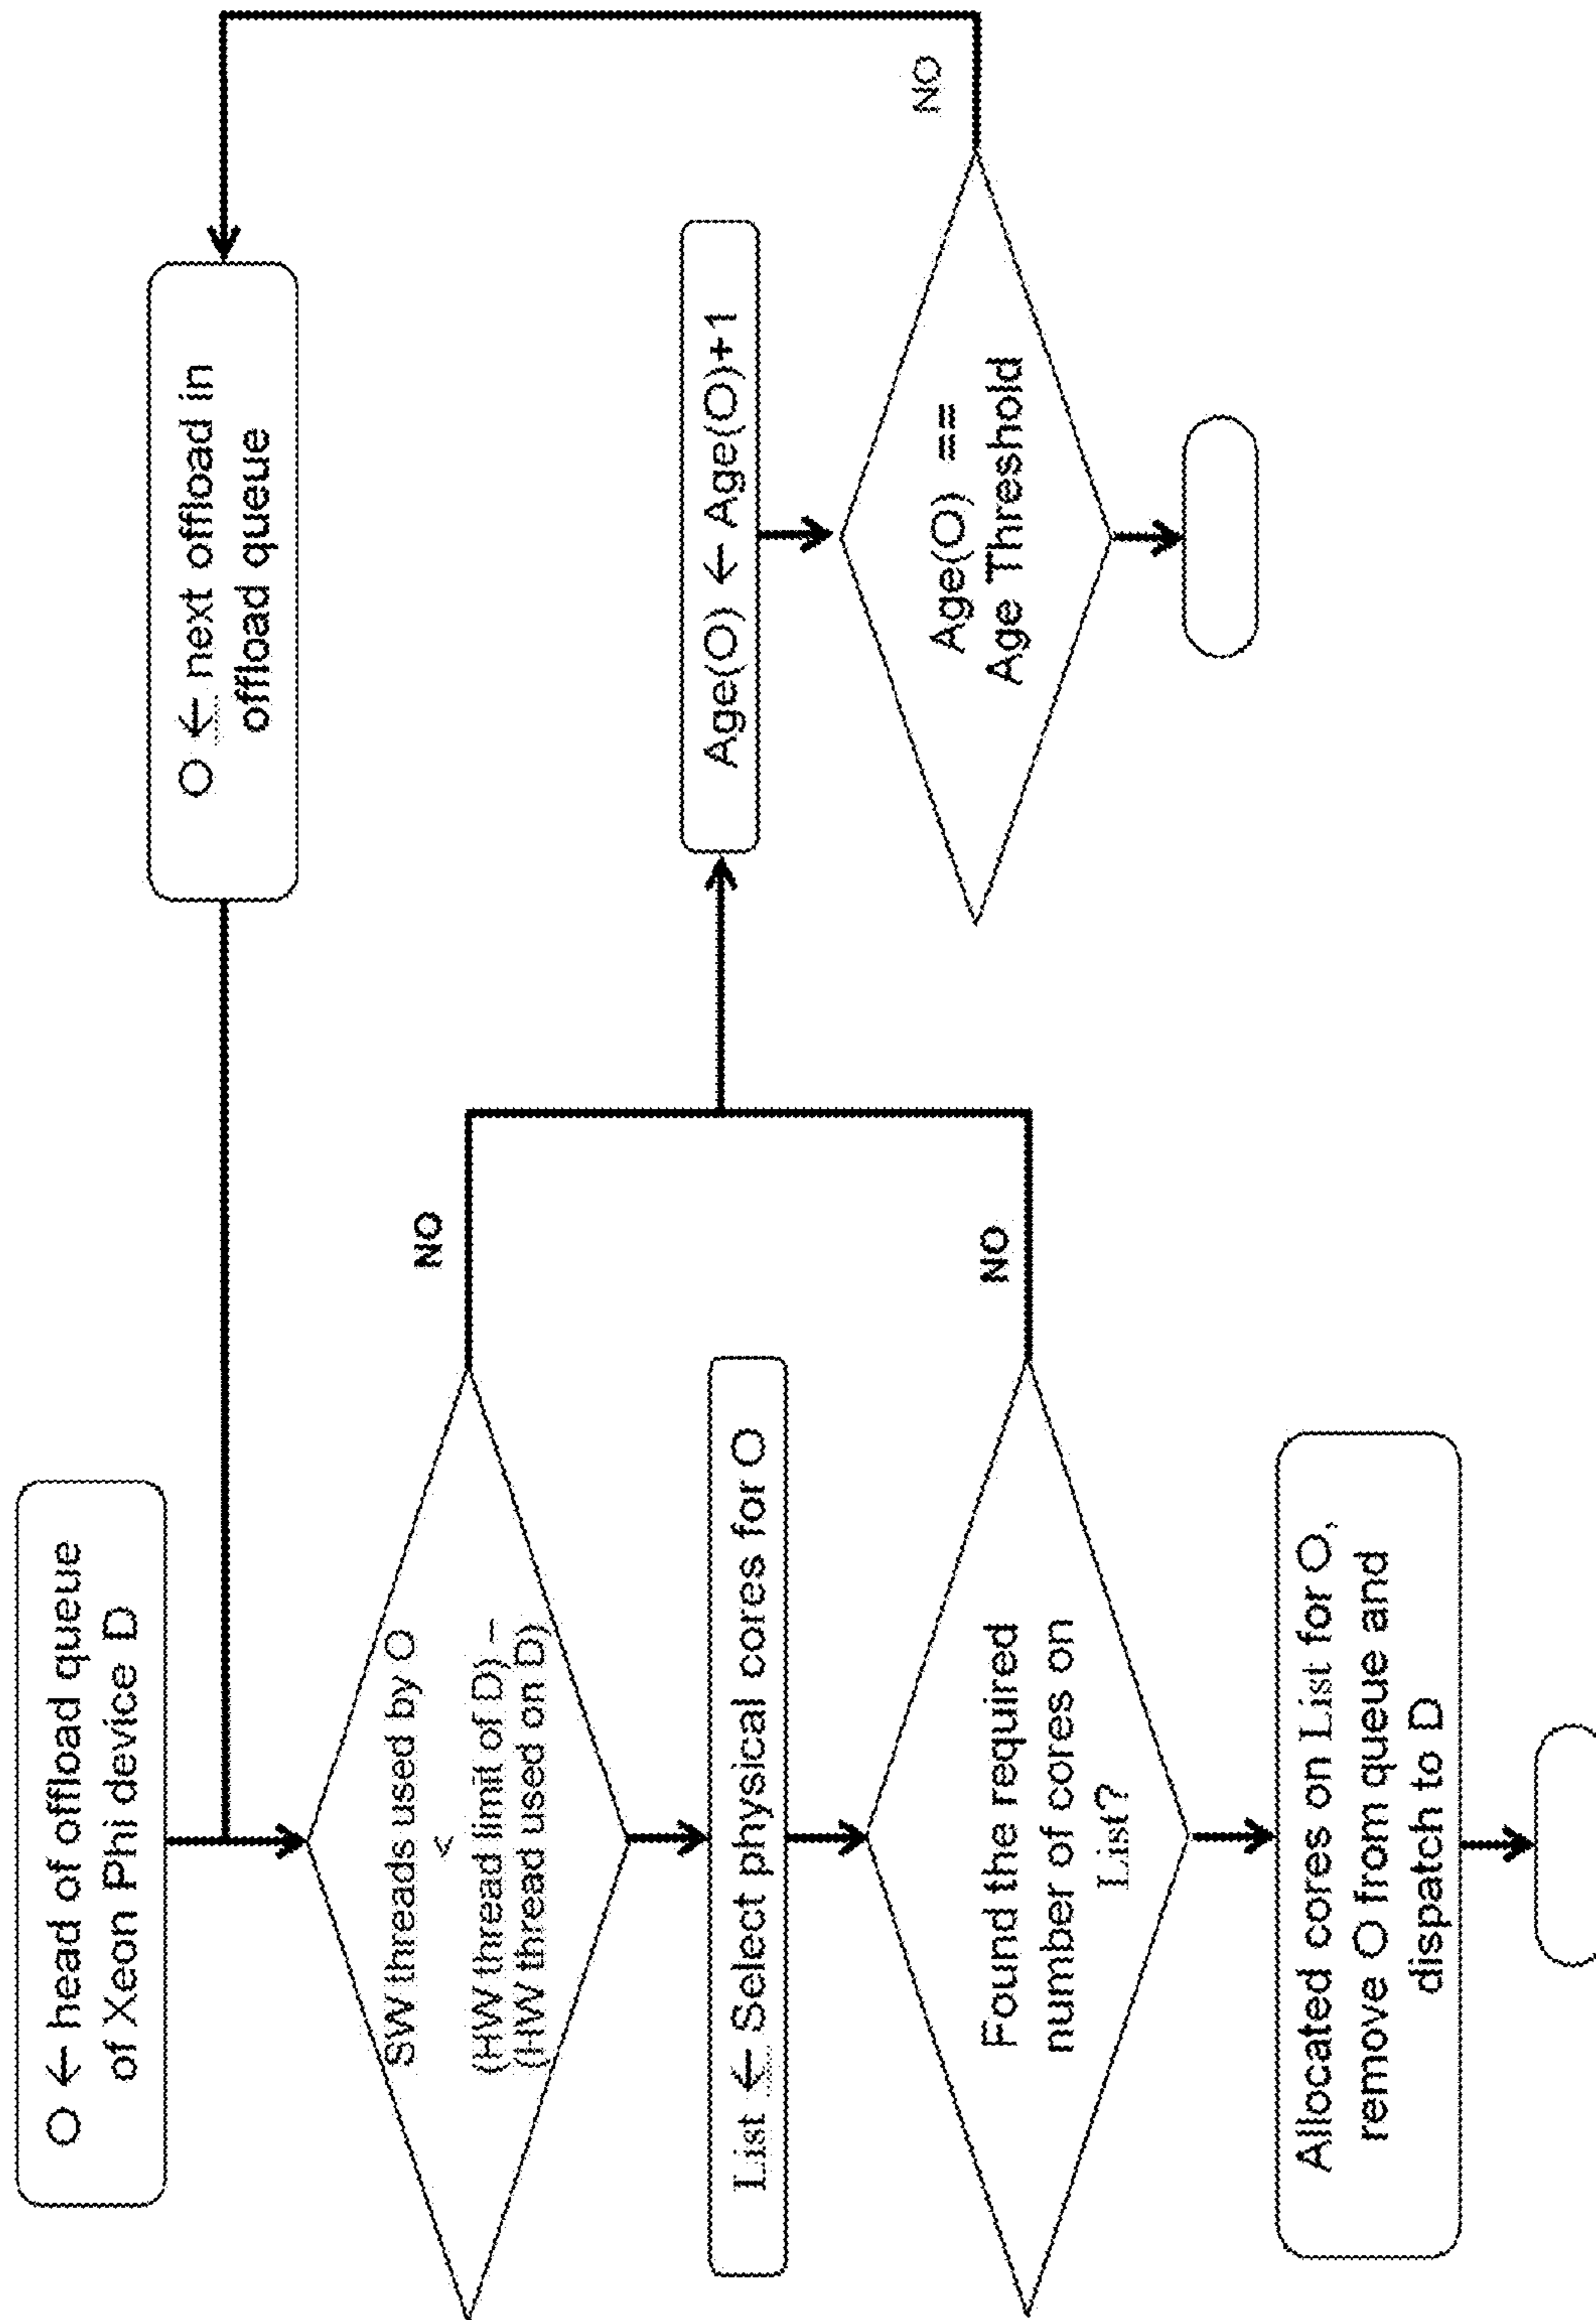 O ← head of offload queue
of Xeon Phi device D
SW threads used by O
<
(HW thread limit of D) –
(HW thread used on D)
NO
List ← Select physical cores for O
Found the required
number of cores on
List?
NO
Allocated cores on List for O,
remove O from queue and
dispatch to D
O ← next offload in
offload queue
Age(O) ← Age(O)+1
Age(O) ==
Age Threshold
NO